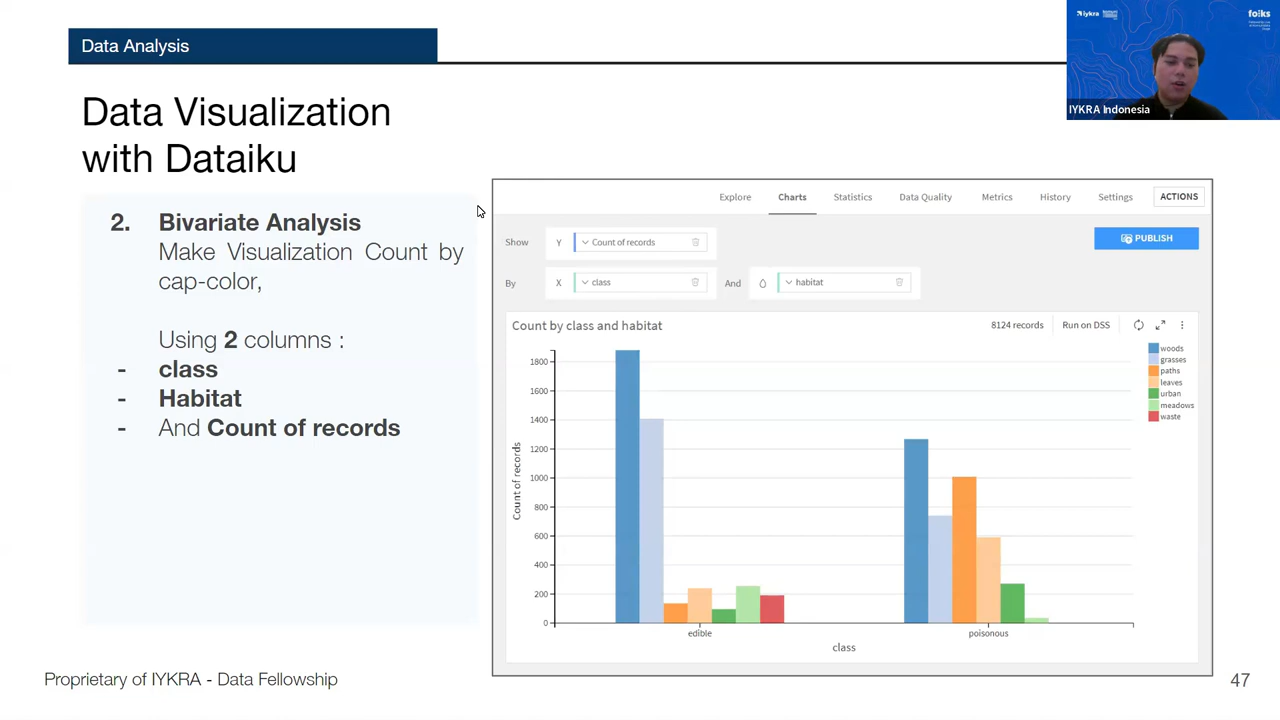 Data Analysis
iykra
foiks
IYKRA Indonesia
Data Visualization
with Dataiku
2. Bivariate Analysis
Make Visualization Count by
cap-color,
Using 2 columns :
- class
- Habitat
- And Count of records
Explore Charts Statistics Data Quality Metrics History Settings ACTIONS
Show Y Count of records
PUBLISH
By X class And habitat
Count by class and habitat 8124 records Run on DSS
woods
grasses
paths
leaves
urban
meadows
waste
1800
1600
1400
1200
1000
800
600
400
200
0
Count of records
edible poisonous
class
Proprietary of IYKRA - Data Fellowship
47